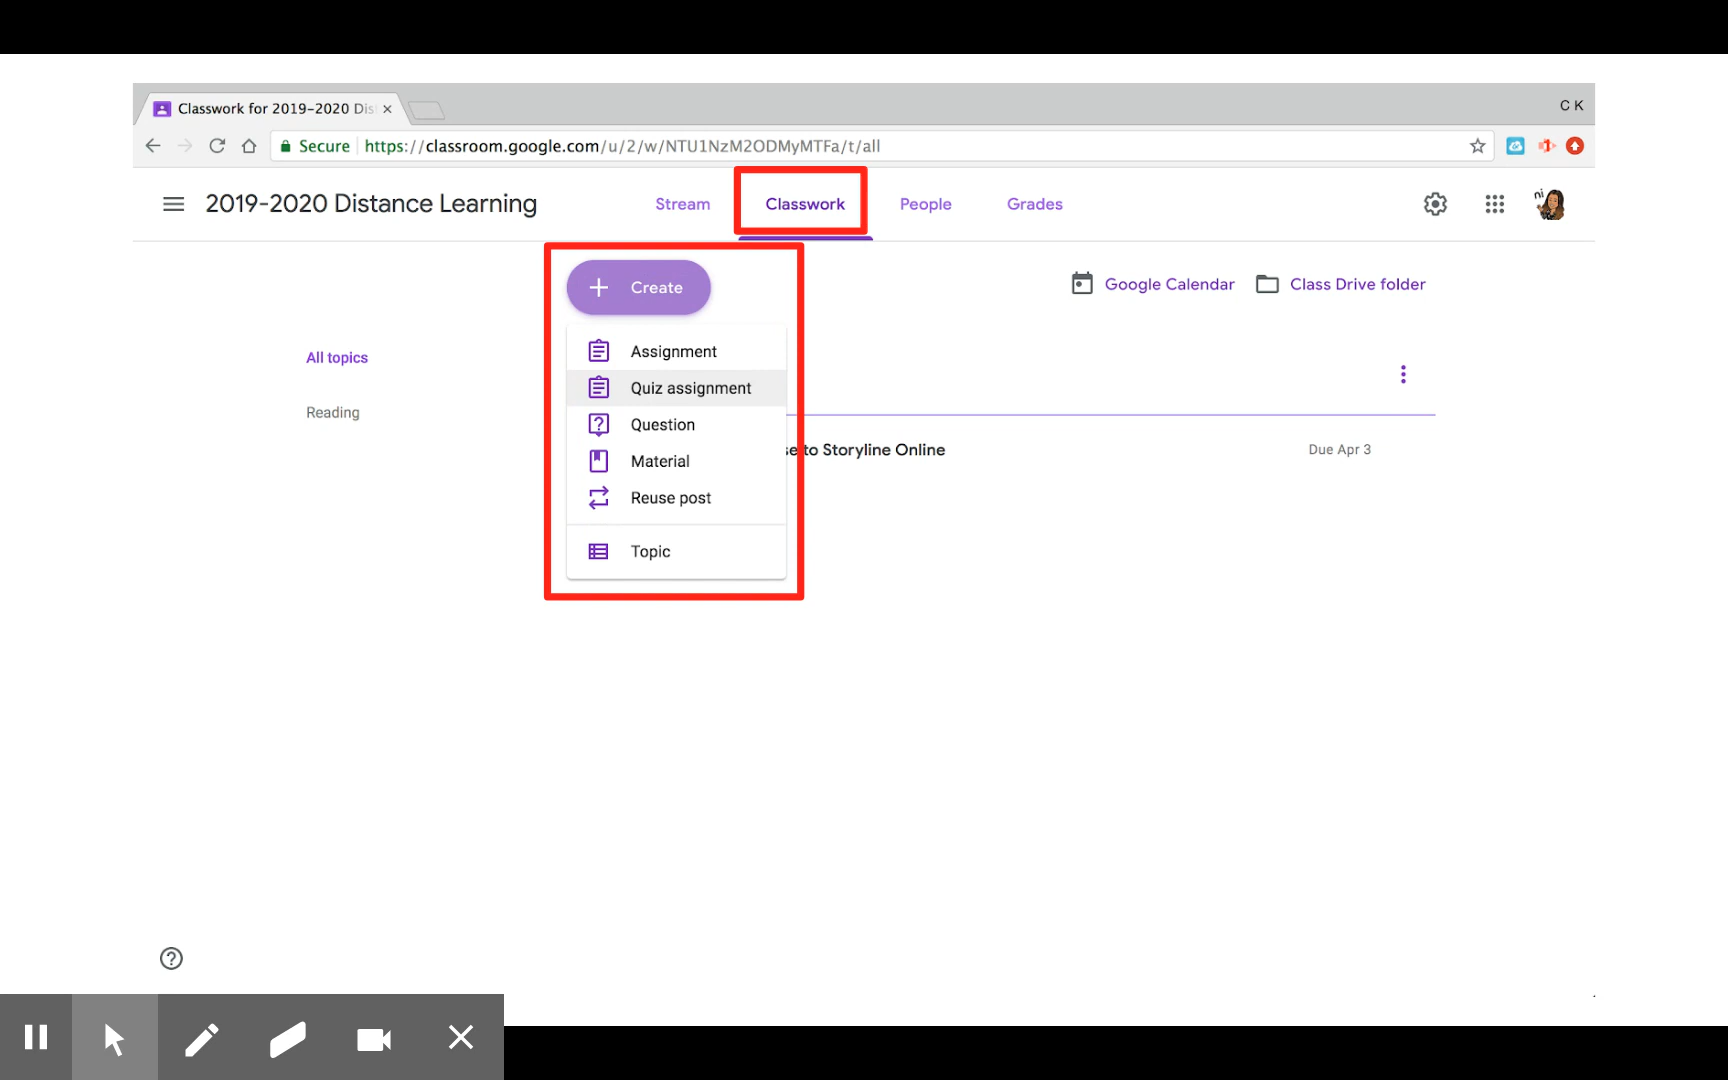 Classwork for 2019-2020 Dis
C K
Secure https://classroom.google.com/u/2/w/NTU1NzM2ODMyMTFa/t/all
2019-2020 Distance Learning
Stream
Classwork
People
Grades
ni
Create
Google Calendar
Class Drive folder
Assignment
All topics
Quiz assignment
Reading
Question
se to Storyline Online
Due Apr 3
Material
Reuse post
Topic